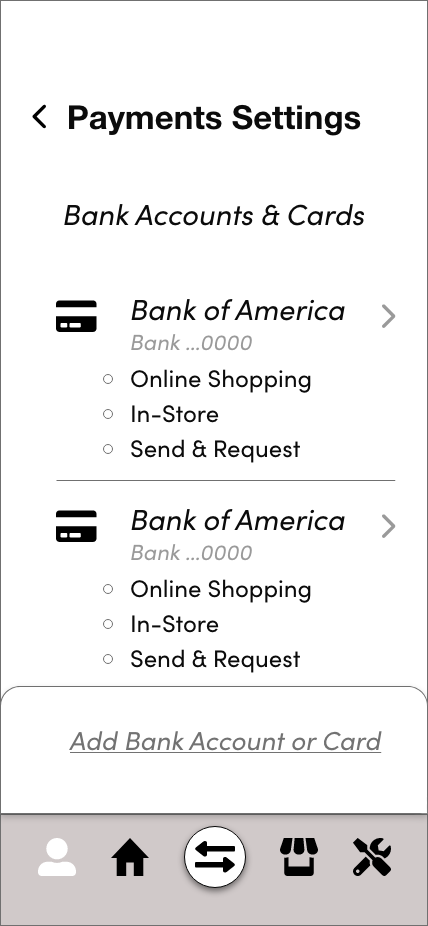 Payments Settings
Bank Accounts & Cards
Bank of America
Bank ...0000
Online Shopping
In-Store
Send & Request
Bank of America
Bank ...0000
Online Shopping
In-Store
Send & Request
Add Bank Account or Card